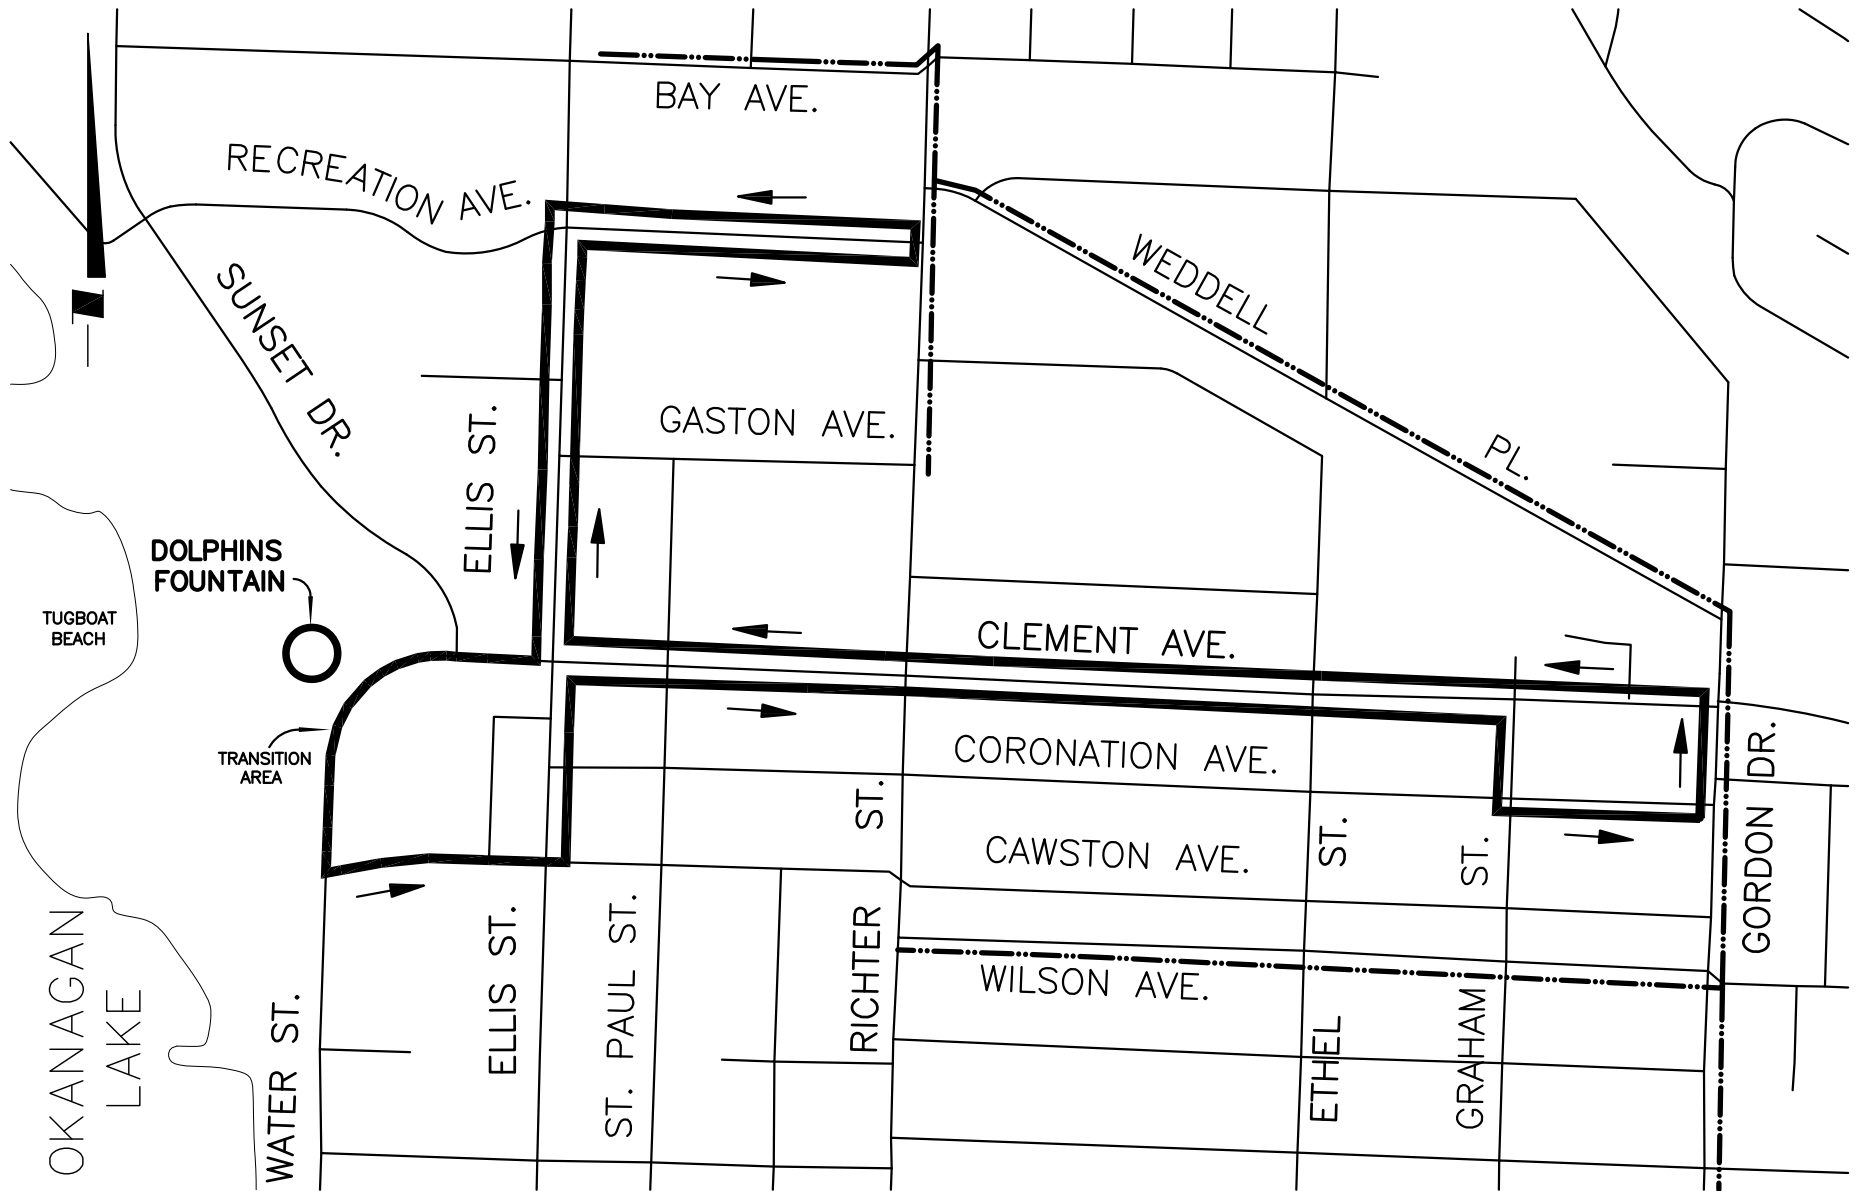 BAY AVE.
RECREATION AVE.
WEDDELL
PL.
SUNSET DR.
GASTON AVE.
ELLIS ST.
DOLPHINS
FOUNTAIN
TUGBOAT
BEACH
CLEMENT AVE.
TRANSITION
AREA
CORONATION AVE.
CAWSTON AVE.
GORDON DR.
WILSON AVE.
OKANAGAN
LAKE
WATER ST.
ELLIS ST.
ST. PAUL ST.
RICHTER ST.
ETHEL ST.
GRAHAM ST.